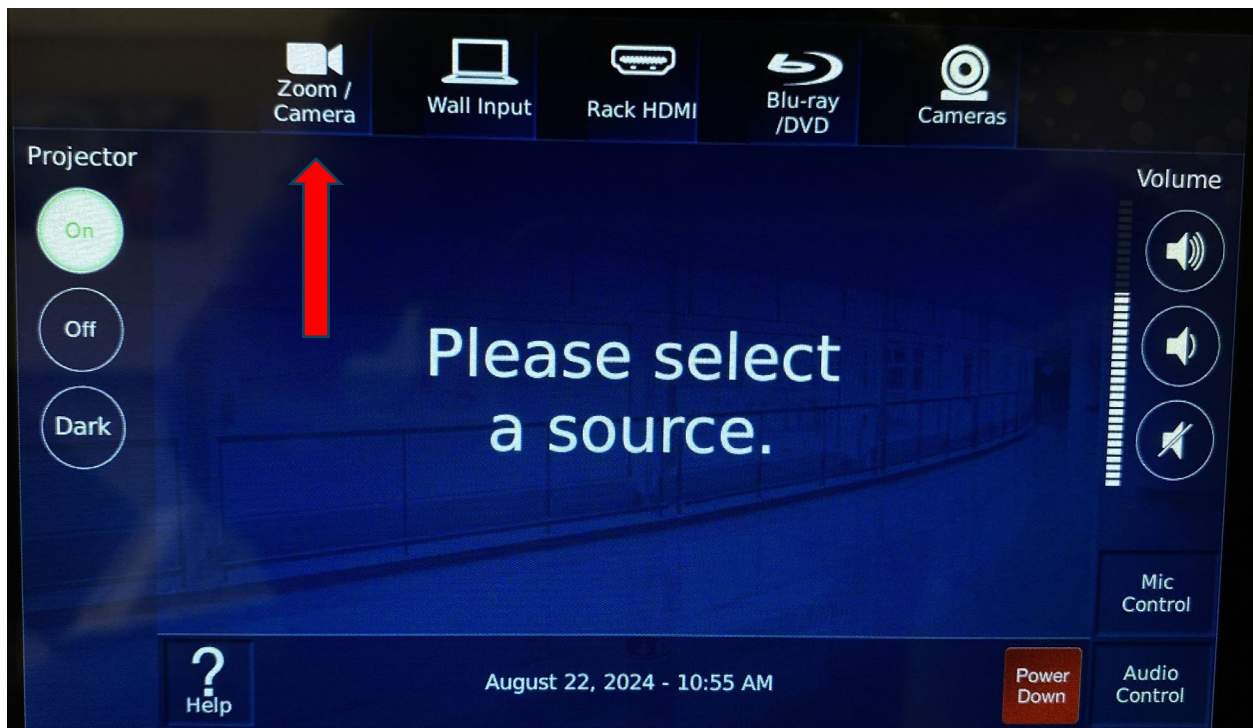 Zoom /
Camera
Wall Input
Rack HDMI
Blu-ray
/DVD
Cameras
Projector
On
Off
Dark
Please select
a source.
Volume
Mic
Control
?
Help
August 22, 2024 - 10:55 AM
Power
Down
Audio
Control